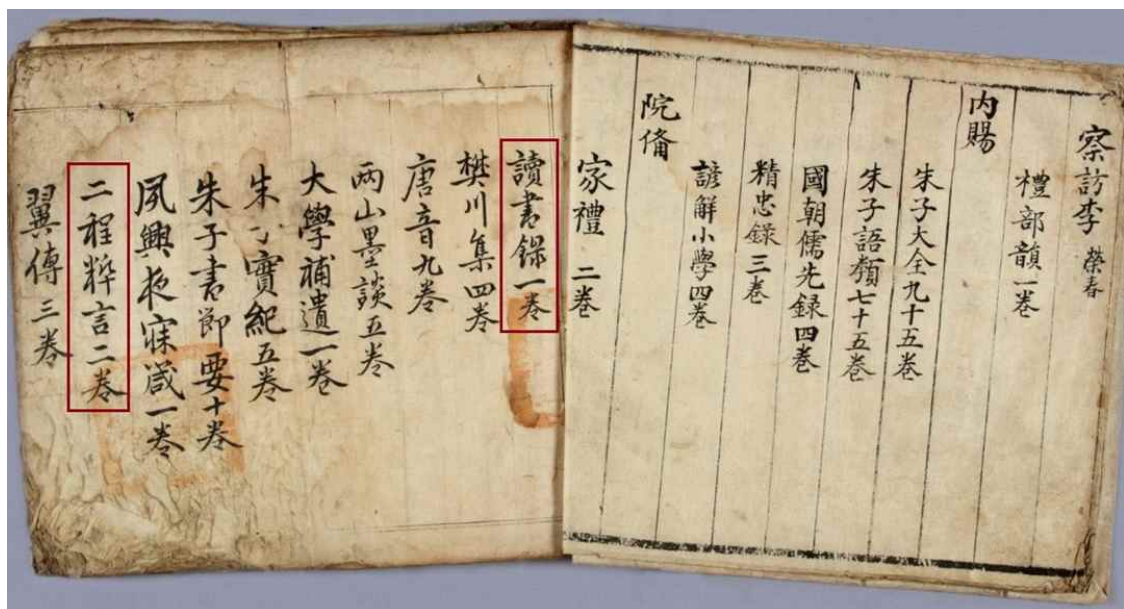 察訪李榮春
禮部韻一卷
内賜
朱子大全九十五卷
朱子語類七十五卷
國朝儒先録四卷
精忠錄三卷
諺解小學四卷
院俻
家禮二卷
讀書錄一卷
樊川集四卷
唐音九卷
兩山墨談五卷
大學補遺一卷
朱子實紀五卷
朱子書節要十卷
夙興夜寐箴一卷
二程粹言二卷
翼傳三卷